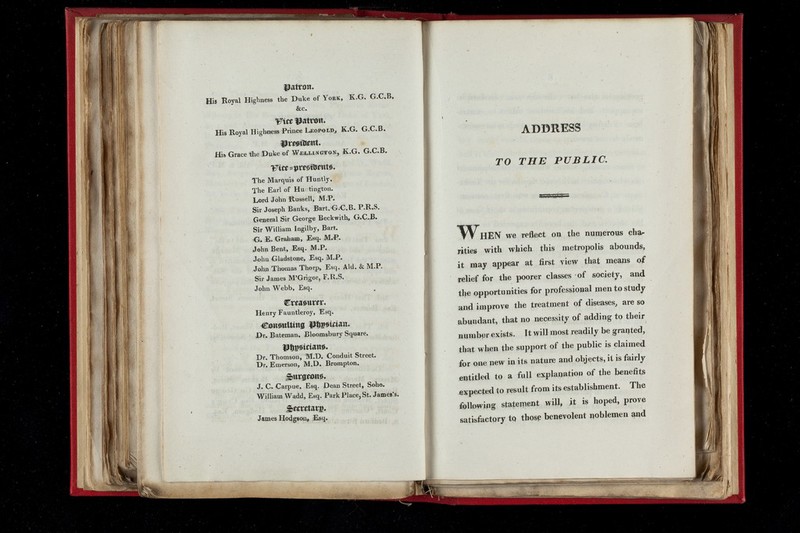 Patron.
His Royal Highness the Duke of YORK, K.G. G.C.B.
&c.
Vice Patron.
His Royal Highness Prince LEOPOLD, K.G. G.C.B.
President.
His Grace the Duke of WELLINGTON, K.G. G.C.B.
Vice-presidents.
The Marquis of Huntly.
The Earl of Hu tington.
Lord John Russell, M.P.
Sir Joseph Banks, Bart. G.C.B. P.R.S.
General Sir George Beckwith, G.C.B.
Sir William Ingilby, Bart.
G. E. Graham, Esq. M.P.
John Bent, Esq. M.P.
John Gladstone, Esq. M.P.
John Thomas Thorp, Esq. Ald. & M.P.
Sir James M'Grigor, F.R.S.
John Webb, Esq.
Treasurer.
Henry Fauntleroy, Esq.
Consulting Physician.
Dr. Bateman, Bloomsbury Square.
Physicians.
Dr. Thomson, M.D. Conduit Street.
Dr. Emerson, M.D. Brompton.
Surgeons.
J. C. Carpue, Esq. Dean Street, Soho.
William Wadd, Esq. Park Place, St. James's.
Secretary.
James Hodgson, Esq.
ADDRESS
TO THE PUBLIC.
WHEN we reflect on the numerous cha-
rities with which this metropolis abounds,
it may appear at first view that means of
relief for the poorer classes of society, and
the opportunities for professional men to study
and improve the treatment of diseases, are so
abundant, that no necessity of adding to their
number exists. It will most readily be granted,
that when the support of the public is claimed
for one new in its nature and objects, it is fairly
entitled to a full explanation of the benefits
expected to result from its establishment. The
following statement will, it is hoped, prove
satisfactory to those benevolent noblemen and